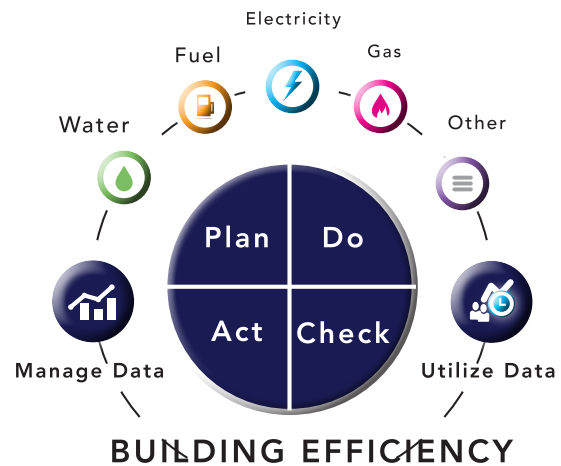 Electricity
Fuel
Gas
Water
Other
Plan
Do
Act
Check
Manage Data
Utilize Data
BUILDING EFFICIENCY